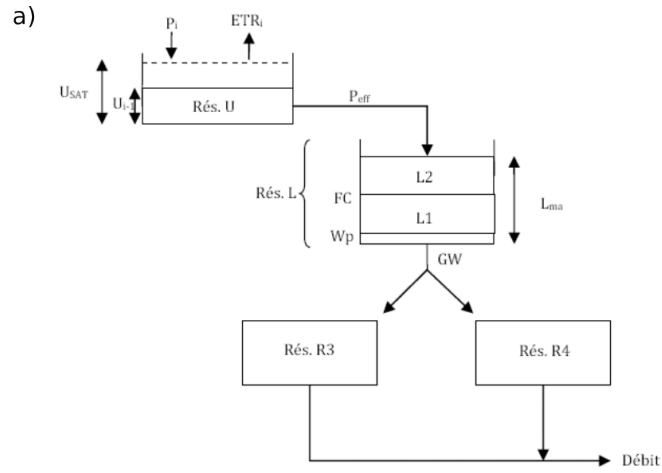 a)
Pi
ETRi
USAT
Ui-1
Rés. U
Peff
Rés. L
L2
FC
L1
Lma
Wp
GW
Rés. R3
Rés. R4
Débit